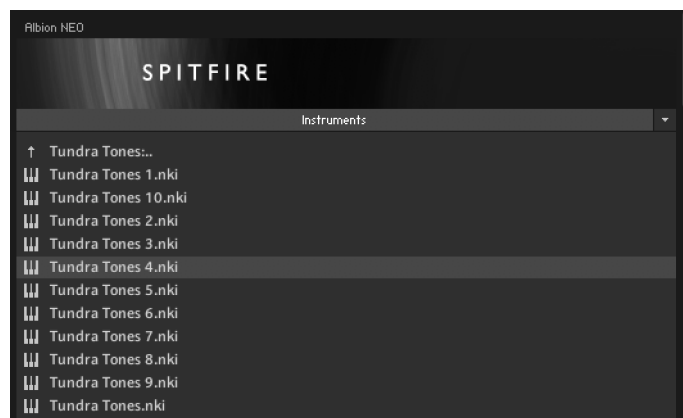 Albion NEO
SPITFIRE
Instruments
Tundra Tones:..
Tundra Tones 1.nki
Tundra Tones 10.nki
Tundra Tones 2.nki
Tundra Tones 3.nki
Tundra Tones 4.nki
Tundra Tones 5.nki
Tundra Tones 6.nki
Tundra Tones 7.nki
Tundra Tones 8.nki
Tundra Tones 9.nki
Tundra Tones.nki